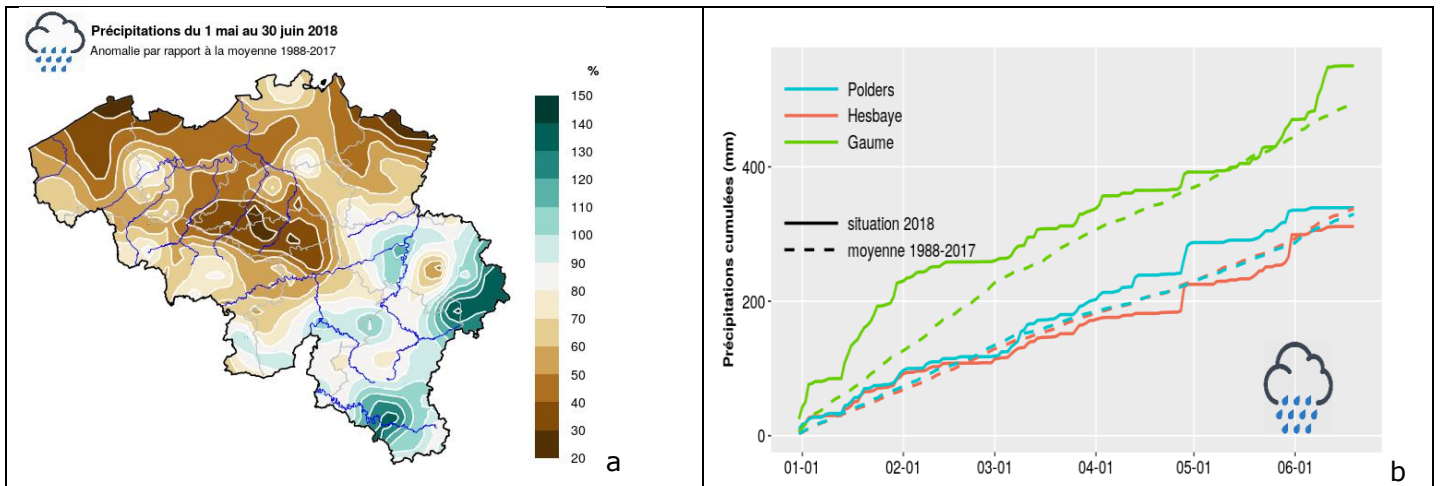 Précipitations du 1 mai au 30 juin 2018
Anomalie par rapport à la moyenne 1988-2017
%
150
140
130
120
110
100
90
80
70
60
50
40
30
20
a
Précipitations cumulées (mm)
400
200
0
Polders
Hesbaye
Gaume
situation 2018
moyenne 1988-2017
01-01 02-01 03-01 04-01 05-01 06-01
b